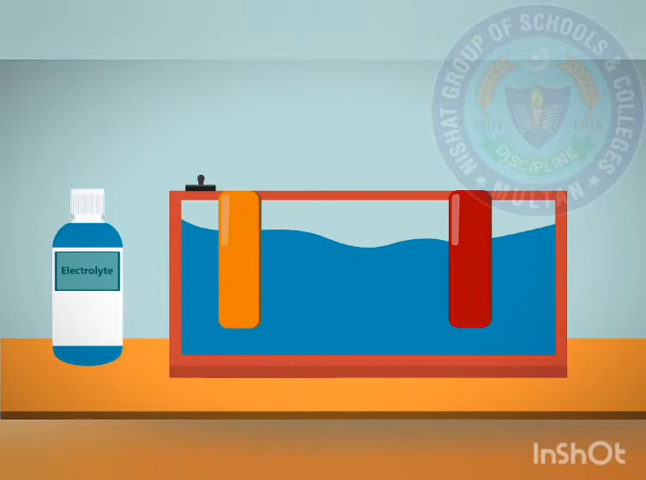 NISHAT GROUP OF SCHOOLS & COLLEGES
DISCIPLINE
★ MULTAN ★
Electrolyte
InShOt